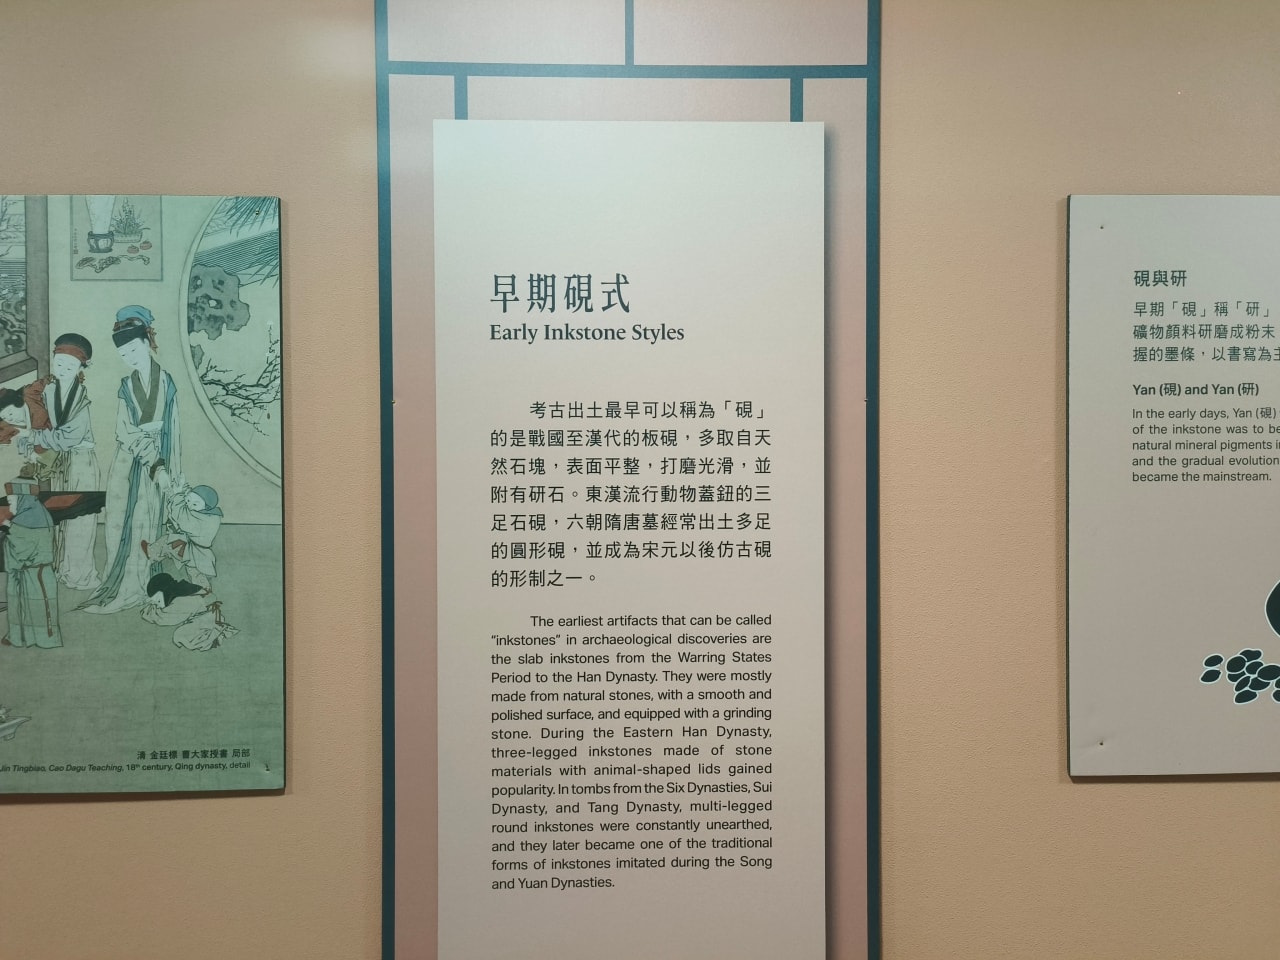 早期硯式
Early Inkstone Styles
考古出土最早可以稱為「硯」
的是戰國至漢代的板硯，多取自天
然石塊，表面平整，打磨光滑，並
附有研石。東漢流行動物蓋鈕的三
足石硯，六朝隋唐墓經常出土多足
的圓形硯，並成為宋元以後仿古硯
的形制之一。
The earliest artifacts that can be called
“inkstones” in archaeological discoveries are
the slab inkstones from the Warring States
Period to the Han Dynasty. They were mostly
made from natural stones, with a smooth and
polished surface, and equipped with a grinding
stone. During the Eastern Han Dynasty,
three-legged inkstones made of stone
materials with animal-shaped lids gained
popularity. In tombs from the Six Dynasties, Sui
Dynasty, and Tang Dynasty, multi-legged
round inkstones were constantly unearthed,
and they later became one of the traditional
forms of inkstones imitated during the Song
and Yuan Dynasties.
清 金廷標 曹大家授書 局部
Jin Tingbiao, Cao Dagu Teaching, 18th century, Qing dynasty, detail
硯與研
早期「硯」稱「研」
礦物顏料研磨成粉末
握的墨條，以書寫為主
Yan (硯) and Yan (研)
In the early days, Yan (硯)
of the inkstone was to be
natural mineral pigments
and the gradual evolution
became the mainstream.